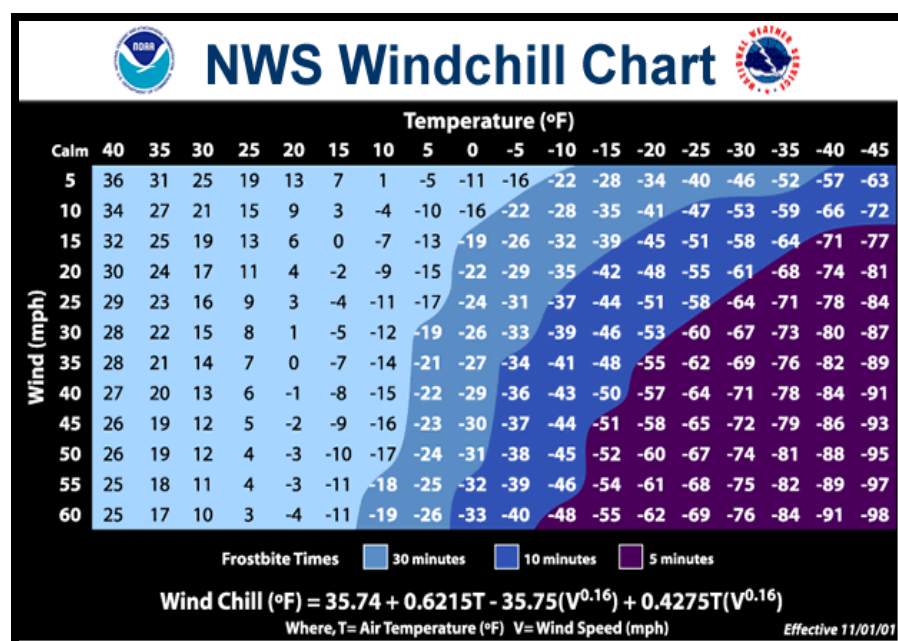 NOAA
NWS Windchill Chart
NATIONAL WEATHER SERVICE
Temperature (ºF)
Calm 40 35 30 25 20 15 10 5 0 -5 -10 -15 -20 -25 -30 -35 -40 -45
Wind (mph)
5 36 31 25 19 13 7 1 -5 -11 -16 -22 -28 -34 -40 -46 -52 -57 -63
10 34 27 21 15 9 3 -4 -10 -16 -22 -28 -35 -41 -47 -53 -59 -66 -72
15 32 25 19 13 6 0 -7 -13 -19 -26 -32 -39 -45 -51 -58 -64 -71 -77
20 30 24 17 11 4 -2 -9 -15 -22 -29 -35 -42 -48 -55 -61 -68 -74 -81
25 29 23 16 9 3 -4 -11 -17 -24 -31 -37 -44 -51 -58 -64 -71 -78 -84
30 28 22 15 8 1 -5 -12 -19 -26 -33 -39 -46 -53 -60 -67 -73 -80 -87
35 28 21 14 7 0 -7 -14 -21 -27 -34 -41 -48 -55 -62 -69 -76 -82 -89
40 27 20 13 6 -1 -8 -15 -22 -29 -36 -43 -50 -57 -64 -71 -78 -84 -91
45 26 19 12 5 -2 -9 -16 -23 -30 -37 -44 -51 -58 -65 -72 -79 -86 -93
50 26 19 12 4 -3 -10 -17 -24 -31 -38 -45 -52 -60 -67 -74 -81 -88 -95
55 25 18 11 4 -3 -11 -18 -25 -32 -39 -46 -54 -61 -68 -75 -82 -89 -97
60 25 17 10 3 -4 -11 -19 -26 -33 -40 -48 -55 -62 -69 -76 -84 -91 -98
Frostbite Times 30 minutes 10 minutes 5 minutes
Wind Chill (ºF) = 35.74 + 0.6215T - 35.75(V^0.16) + 0.4275T(V^0.16)
Where, T= Air Temperature (ºF) V= Wind Speed (mph)
Effective 11/01/01